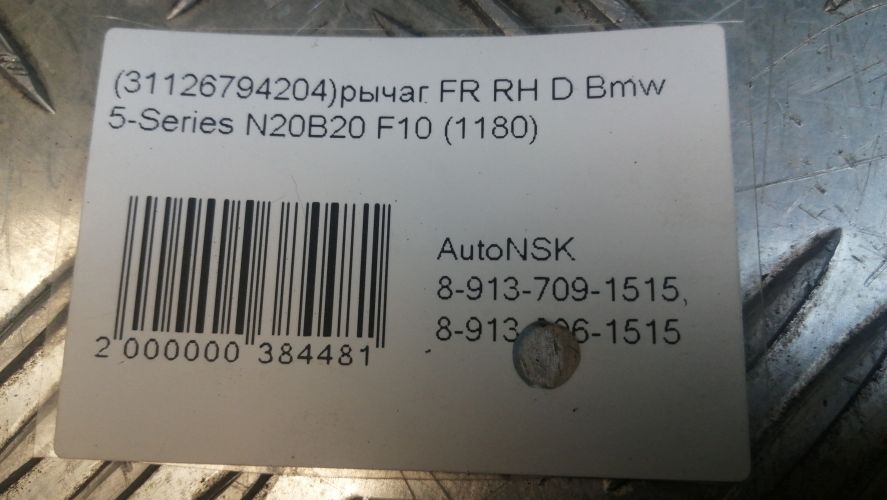 (31126794204)рычаг FR RH D Bmw
5-Series N20B20 F10 (1180)
AutoNSK
8-913-709-1515,
2 000000 384481